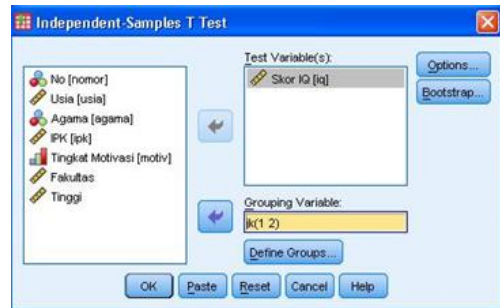 Independent-Samples T Test
No [nomor]
Usia [usia]
Agama [agama]
IPK [ipk]
Tingkat Motivasi [motiv]
Fakultas
Tinggi
Test Variable(s):
Skor IQ [iq]
Options...
Bootstrap...
Grouping Variable:
jk(1 2)
Define Groups...
OK Paste Reset Cancel Help